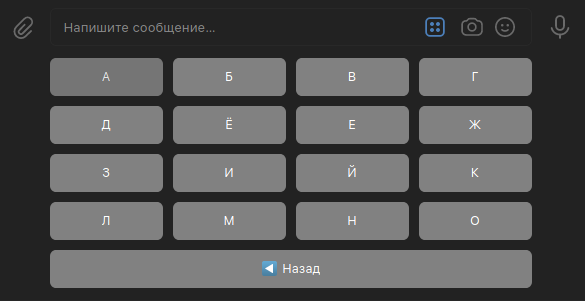 Напишите сообщение...
А Б В Г
Д Ё Е Ж
З И Й К
Л М Н О
Назад